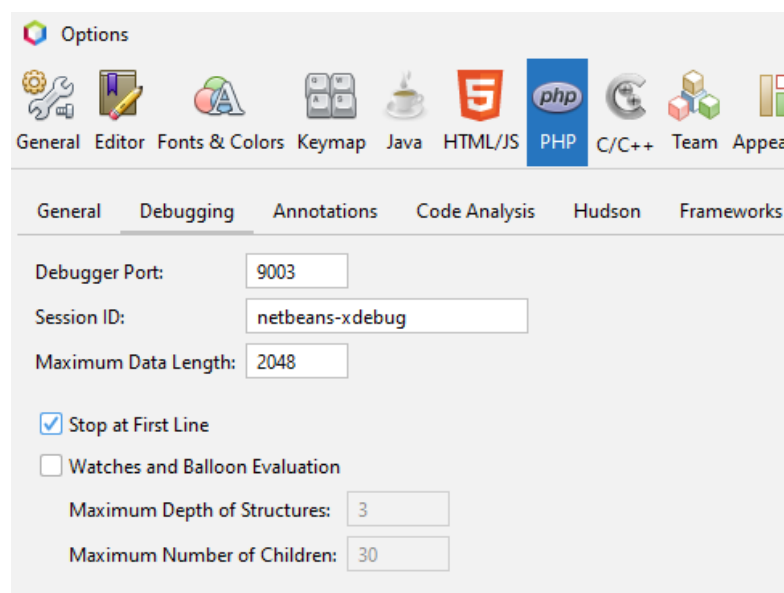 Options
General Editor Fonts & Colors Keymap Java HTML/JS PHP C/C++ Team
General Debugging Annotations Code Analysis Hudson Frameworks
Debugger Port: 9003
Session ID: netbeans-xdebug
Maximum Data Length: 2048
Stop at First Line
Watches and Balloon Evaluation
Maximum Depth of Structures: 3
Maximum Number of Children: 30